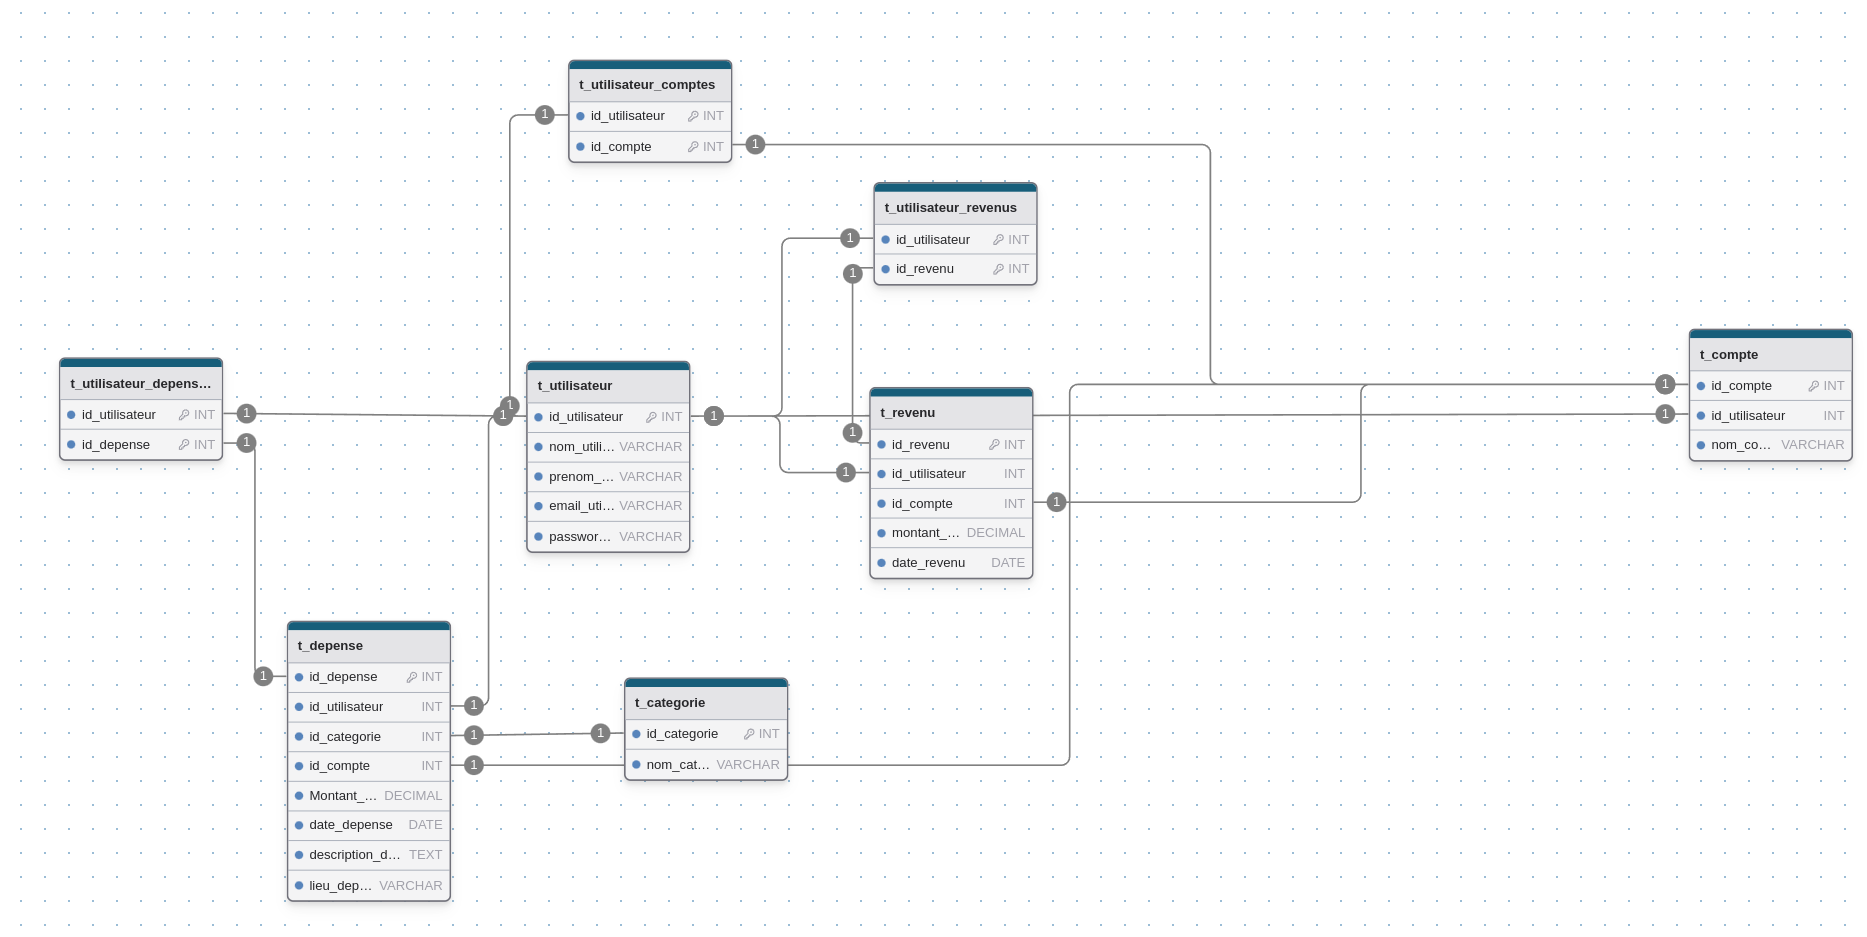 t_utilisateur_comptes
id_utilisateur INT
1
id_compte INT
1
t_utilisateur_revenus
id_utilisateur INT
1
id_revenu INT
1
t_utilisateur_depens...
id_utilisateur INT
1
id_depense INT
1
t_utilisateur
1
1
id_utilisateur INT
1
nom_utili... VARCHAR
prenom_... VARCHAR
email_uti... VARCHAR
passwor... VARCHAR
t_revenu
1
id_revenu INT
1
id_utilisateur INT
id_compte INT
1
montant_... DECIMAL
date_revenu DATE
t_compte
1
id_compte INT
1
id_utilisateur INT
nom_co... VARCHAR
t_depense
1
id_depense INT
id_utilisateur INT
1
id_categorie INT
1
id_compte INT
1
Montant_... DECIMAL
date_depense DATE
description_d... TEXT
lieu_dep... VARCHAR
t_categorie
1
id_categorie INT
nom_cat... VARCHAR